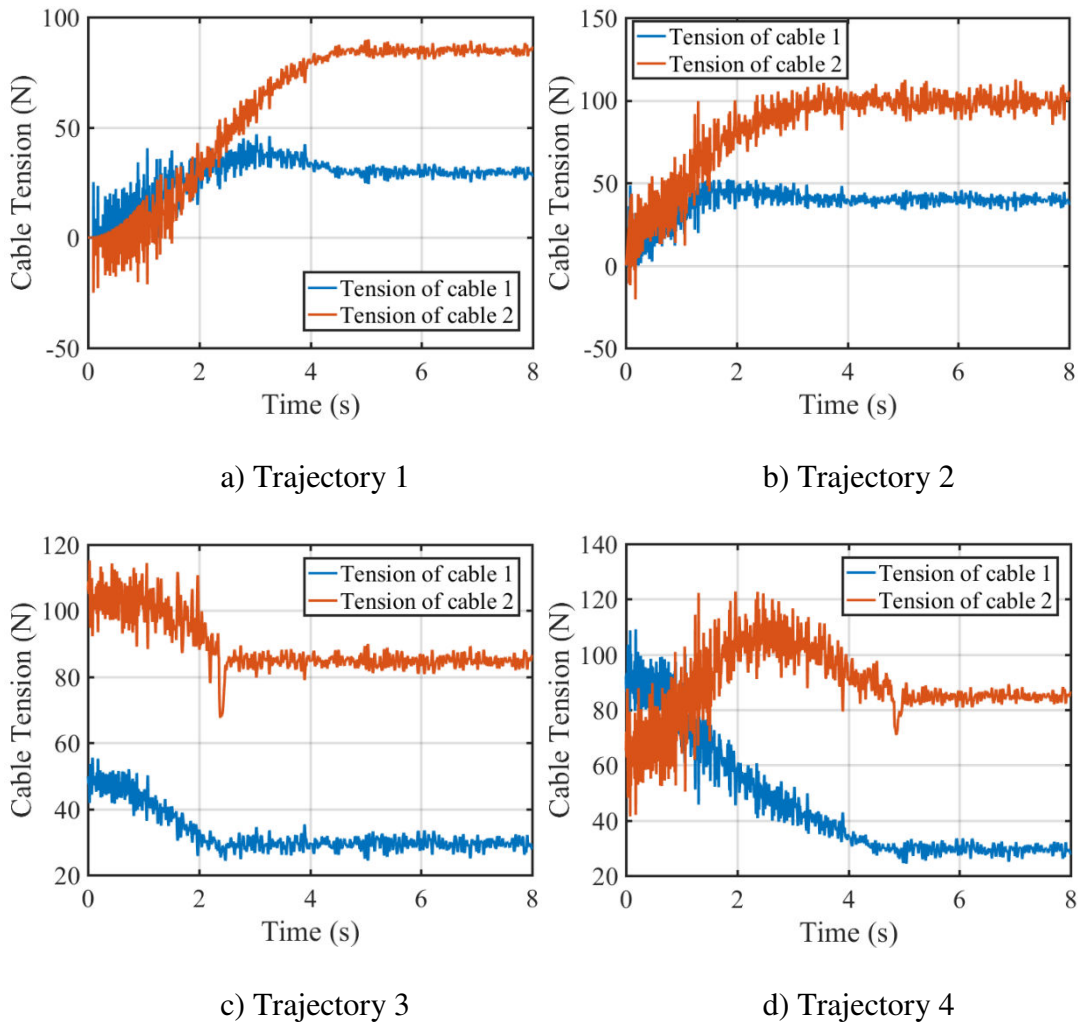 100
50
0
-50
Cable Tension (N)
Tension of cable 1
Tension of cable 2
0 2 4 6 8
Time (s)
a) Trajectory 1
150
100
50
0
-50
Cable Tension (N)
Tension of cable 1
Tension of cable 2
0 2 4 6 8
Time (s)
b) Trajectory 2
120
100
80
60
40
20
Cable Tension (N)
Tension of cable 1
Tension of cable 2
0 2 4 6 8
Time (s)
c) Trajectory 3
140
120
100
80
60
40
20
Cable Tension (N)
Tension of cable 1
Tension of cable 2
0 2 4 6 8
Time (s)
d) Trajectory 4